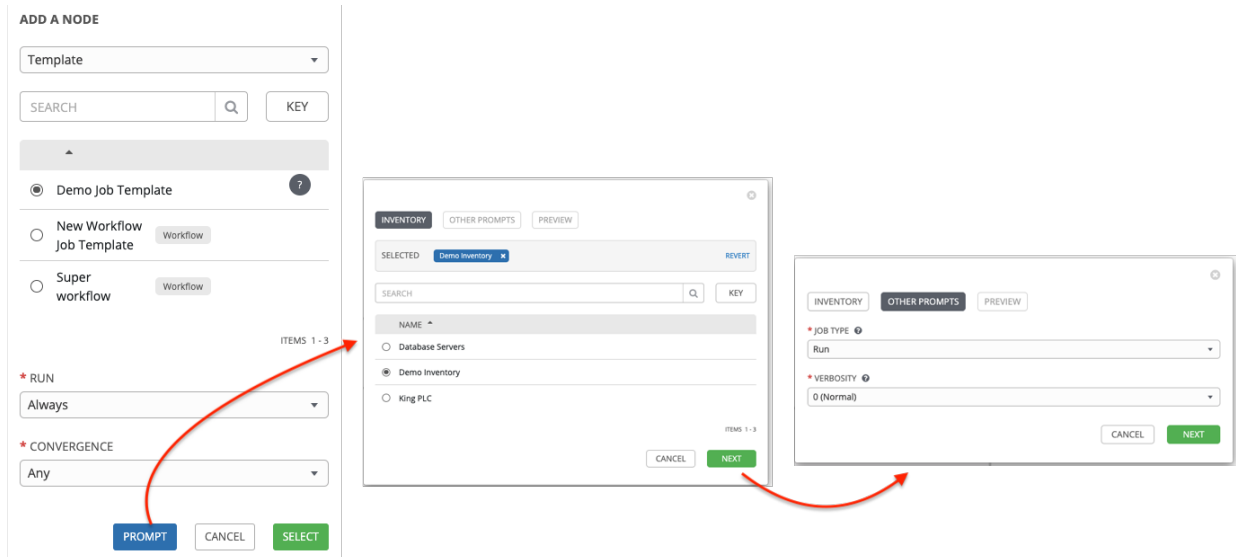 ADD A NODE
Template
SEARCH
KEY
Demo Job Template
?
New Workflow
Job Template
Workflow
Super
workflow
Workflow
ITEMS 1 - 3
* RUN
Always
* CONVERGENCE
Any
PROMPT
CANCEL
SELECT
INVENTORY
OTHER PROMPTS
PREVIEW
SELECTED
Demo Inventory ×
REVERT
SEARCH
KEY
NAME
Database Servers
Demo Inventory
King PLC
ITEMS 1 - 3
CANCEL
NEXT
INVENTORY
OTHER PROMPTS
PREVIEW
* JOB TYPE ?
Run
* VERBOSITY ?
0 (Normal)
CANCEL
NEXT